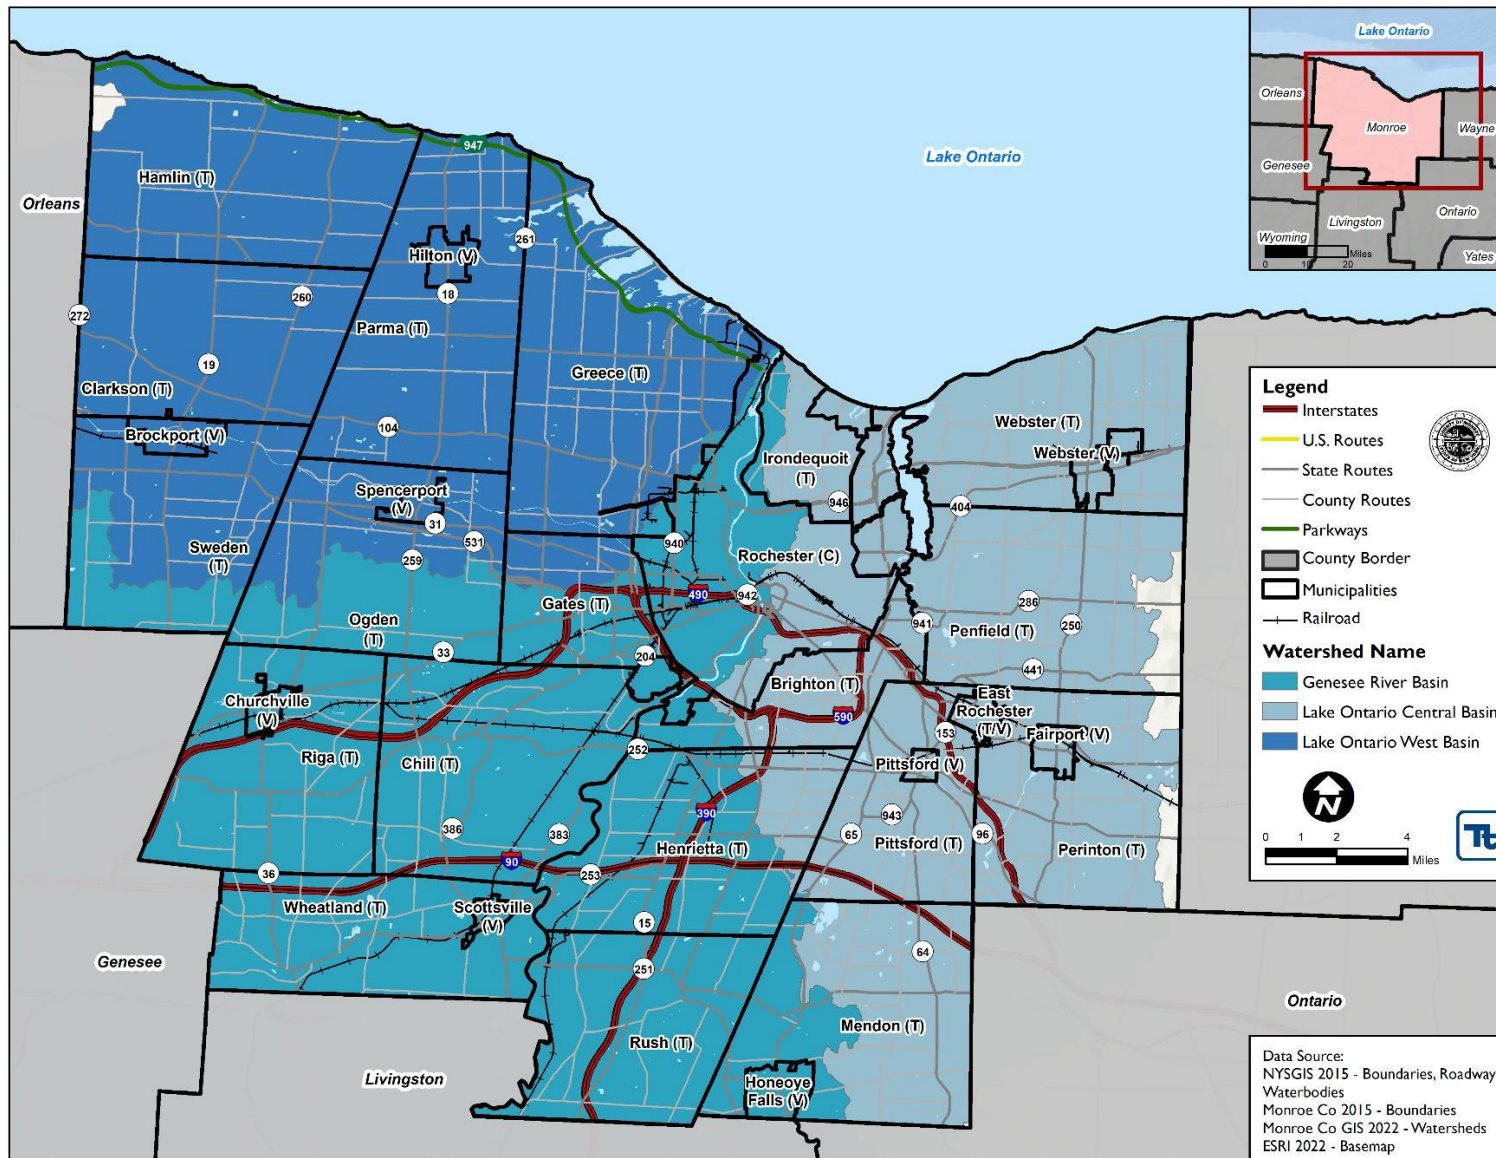 Lake Ontario
Lake Ontario
Orleans
Monroe
Wayne
Genesee
Livingston
Ontario
Wyoming
Yates
0 10 20 Miles
947
Hamlin (T)
Orleans
Hilton (V)
261
260
18
272
Parma (T)
19
Greece (T)
Clarkson (T)
104
Brockport (V)
Webster (T)
Webster (V)
Irondequoit
(T)
946
404
Spencerport
(V)
31
531
Sweden
(T)
259
940
Rochester (C)
490
942
Gates (T)
286
Ogden
(T)
941
Penfield (T)
250
33
204
441
Brighton (T)
Churchville
(V)
590
East
Rochester
(T/V)
153
Fairport (V)
Riga (T)
Chili (T)
252
Pittsford (V)
390
943
386
383
65
Pittsford (T)
96
Perinton (T)
Henrietta (T)
90
36
253
Wheatland (T)
Scottsville
(V)
15
64
Genesee
251
Ontario
Mendon (T)
Rush (T)
Livingston
Honeoye
Falls (V)
Legend
Interstates
U.S. Routes
State Routes
County Routes
Parkways
County Border
Municipalities
Railroad
Watershed Name
Genesee River Basin
Lake Ontario Central Basin
Lake Ontario West Basin
N
0 1 2 4
Miles
Tt
Data Source:
NYSGIS 2015 - Boundaries, Roadway
Waterbodies
Monroe Co 2015 - Boundaries
Monroe Co GIS 2022 - Watersheds
ESRI 2022 - Basemap